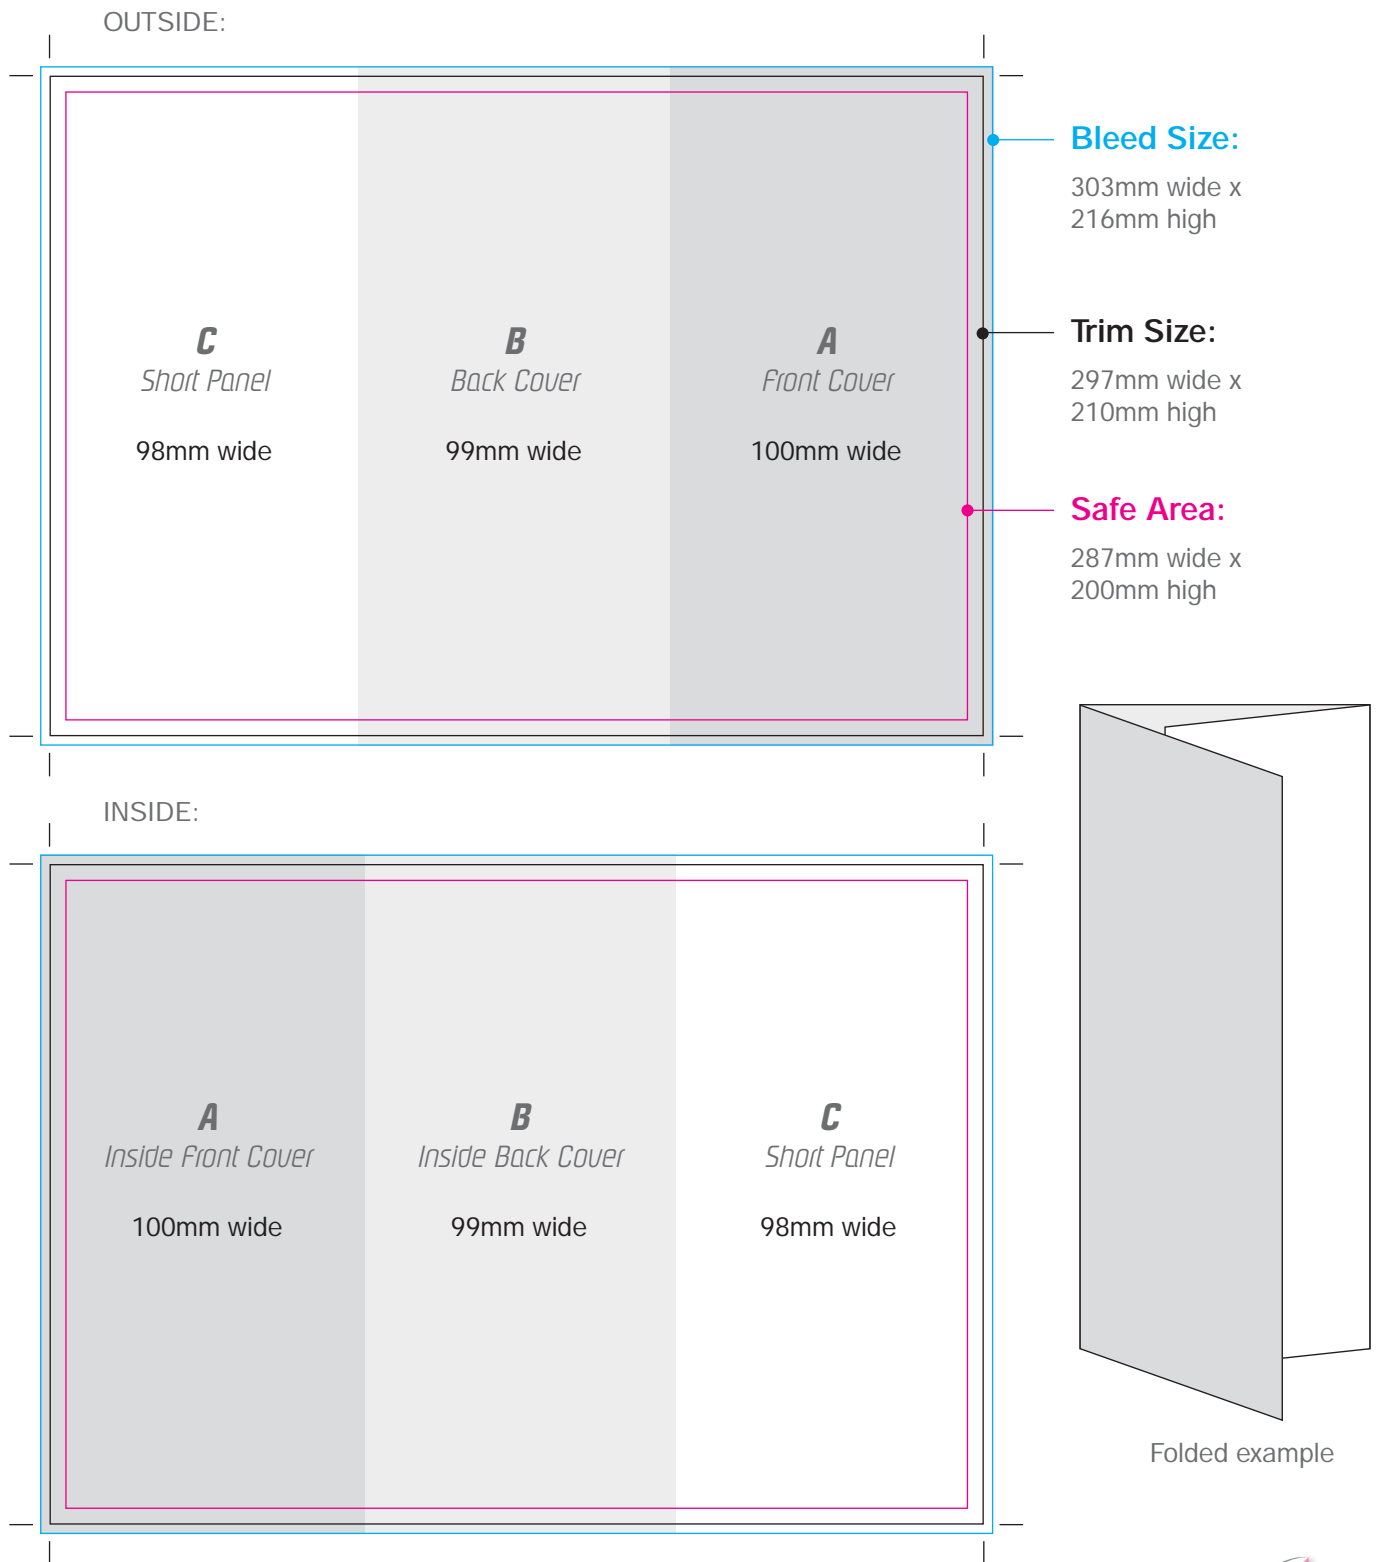 OUTSIDE:
Bleed Size:
303mm wide x
216mm high
Trim Size:
297mm wide x
210mm high
Safe Area:
287mm wide x
200mm high
C
Short Panel
98mm wide
B
Back Cover
99mm wide
A
Front Cover
100mm wide
INSIDE:
A
Inside Front Cover
100mm wide
B
Inside Back Cover
99mm wide
C
Short Panel
98mm wide
Folded example